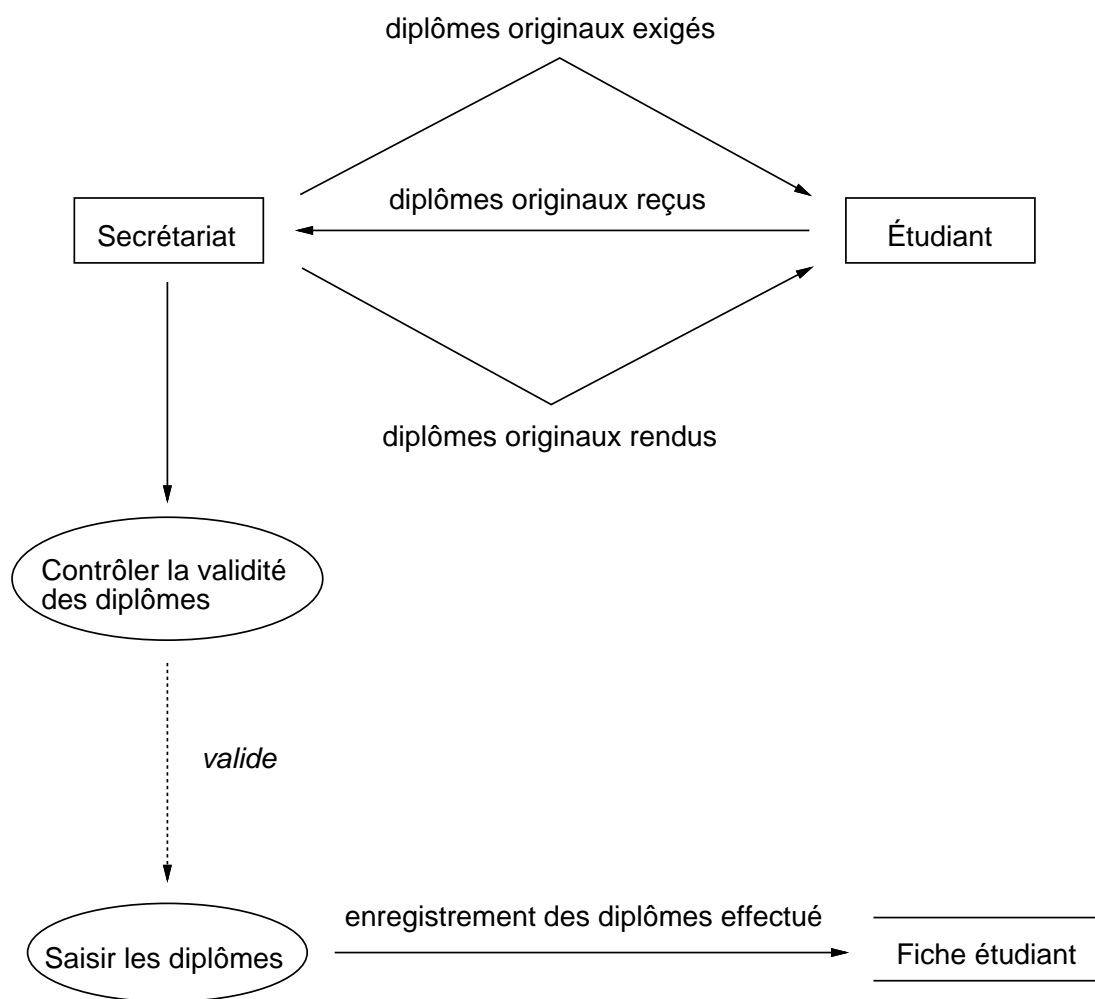 diplômes originaux exigés
diplômes originaux reçus
Secrétariat
Étudiant
diplômes originaux rendus
Contrôler la validité
des diplômes
valide
enregistrement des diplômes effectué
Saisir les diplômes
Fiche étudiant